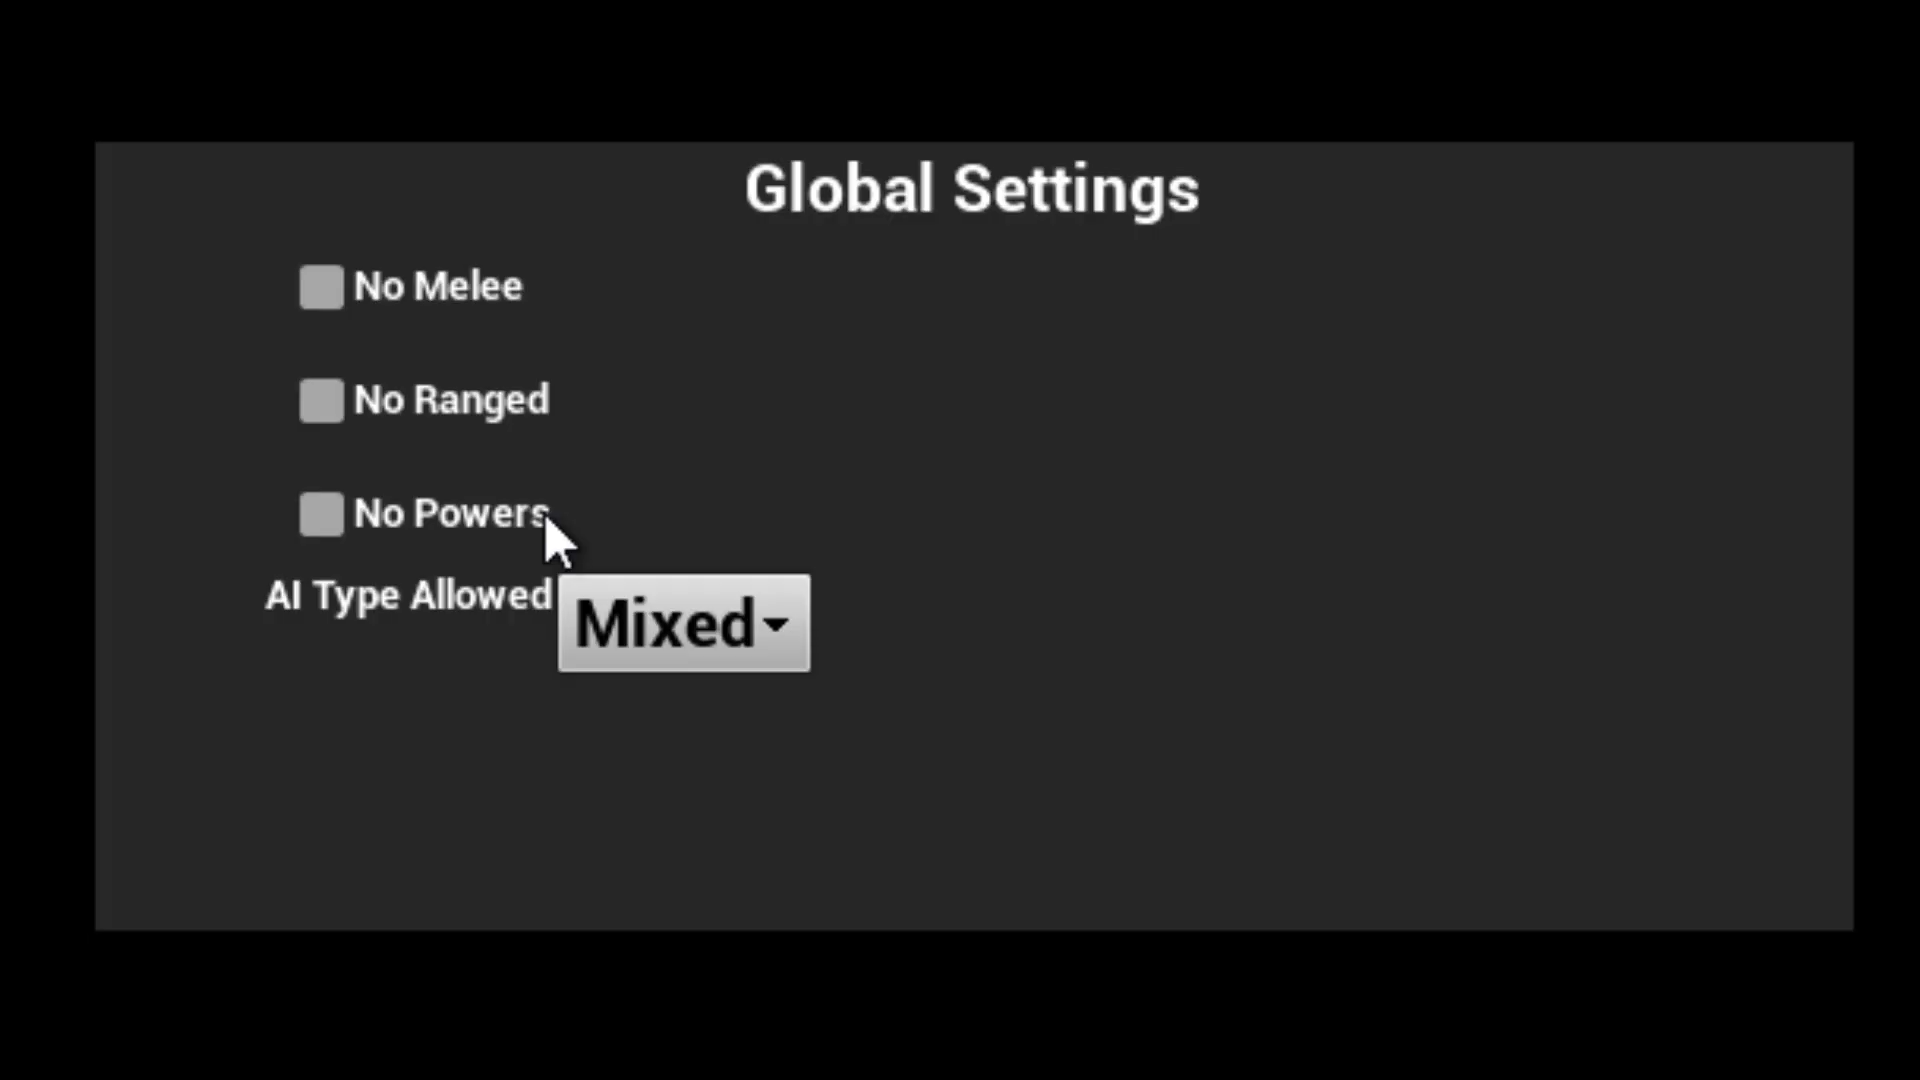 Global Settings
No Melee
No Ranged
No Powers
AI Type Allowed
Mixed